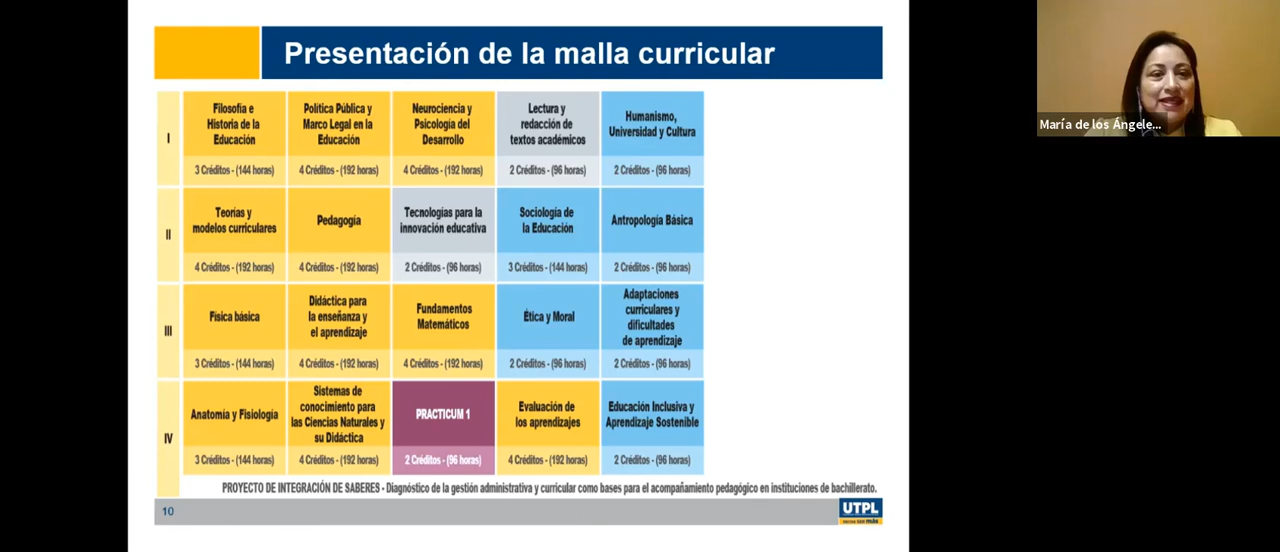 Presentación de la malla curricular
María de los Ángele...
I
Filosofía e
Historia de la
Educación
3 Créditos - (144 horas)
Política Pública y
Marco Legal en la
Educación
4 Créditos - (192 horas)
Neurociencia y
Psicología del
Desarrollo
4 Créditos - (192 horas)
Lectura y
redacción de
textos académicos
2 Créditos - (96 horas)
Humanismo,
Universidad y Cultura
2 Créditos - (96 horas)
II
Teorías y
modelos curriculares
4 Créditos - (192 horas)
Pedagogía
4 Créditos - (192 horas)
Tecnologías para la
innovación educativa
2 Créditos - (96 horas)
Sociología de
la Educación
3 Créditos - (144 horas)
Antropología Básica
2 Créditos - (96 horas)
III
Física básica
3 Créditos - (144 horas)
Didáctica para
la enseñanza y
el aprendizaje
4 Créditos - (192 horas)
Fundamentos
Matemáticos
4 Créditos - (192 horas)
Ética y Moral
2 Créditos - (96 horas)
Adaptaciones
curriculares y
dificultades
de aprendizaje
2 Créditos - (96 horas)
IV
Anatomía y Fisiología
3 Créditos - (144 horas)
Sistemas de
conocimiento para
las Ciencias Naturales y
su Didáctica
4 Créditos - (192 horas)
PRACTICUM 1
2 Créditos - (96 horas)
Evaluación de
los aprendizajes
4 Créditos - (192 horas)
Educación Inclusiva y
Aprendizaje Sostenible
2 Créditos - (96 horas)
PROYECTO DE INTEGRACIÓN DE SABERES - Diagnóstico de la gestión administrativa y curricular como bases para el acompañamiento pedagógico en instituciones de bachillerato.
10
UTPL